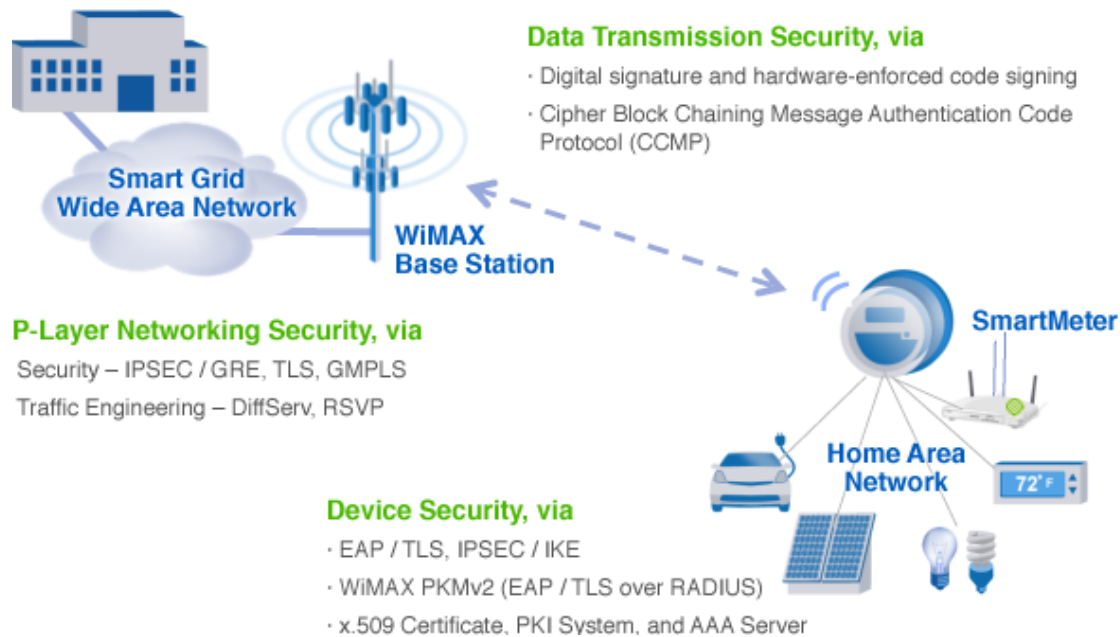 Data Transmission Security, via
· Digital signature and hardware-enforced code signing
· Cipher Block Chaining Message Authentication Code
Protocol (CCMP)
Smart Grid
Wide Area Network
WiMAX
Base Station
SmartMeter
P-Layer Networking Security, via
Security – IPSEC / GRE, TLS, GMPLS
Traffic Engineering – DiffServ, RSVP
Home Area
Network
72°F
Device Security, via
· EAP / TLS, IPSEC / IKE
· WiMAX PKMv2 (EAP / TLS over RADIUS)
· x.509 Certificate, PKI System, and AAA Server